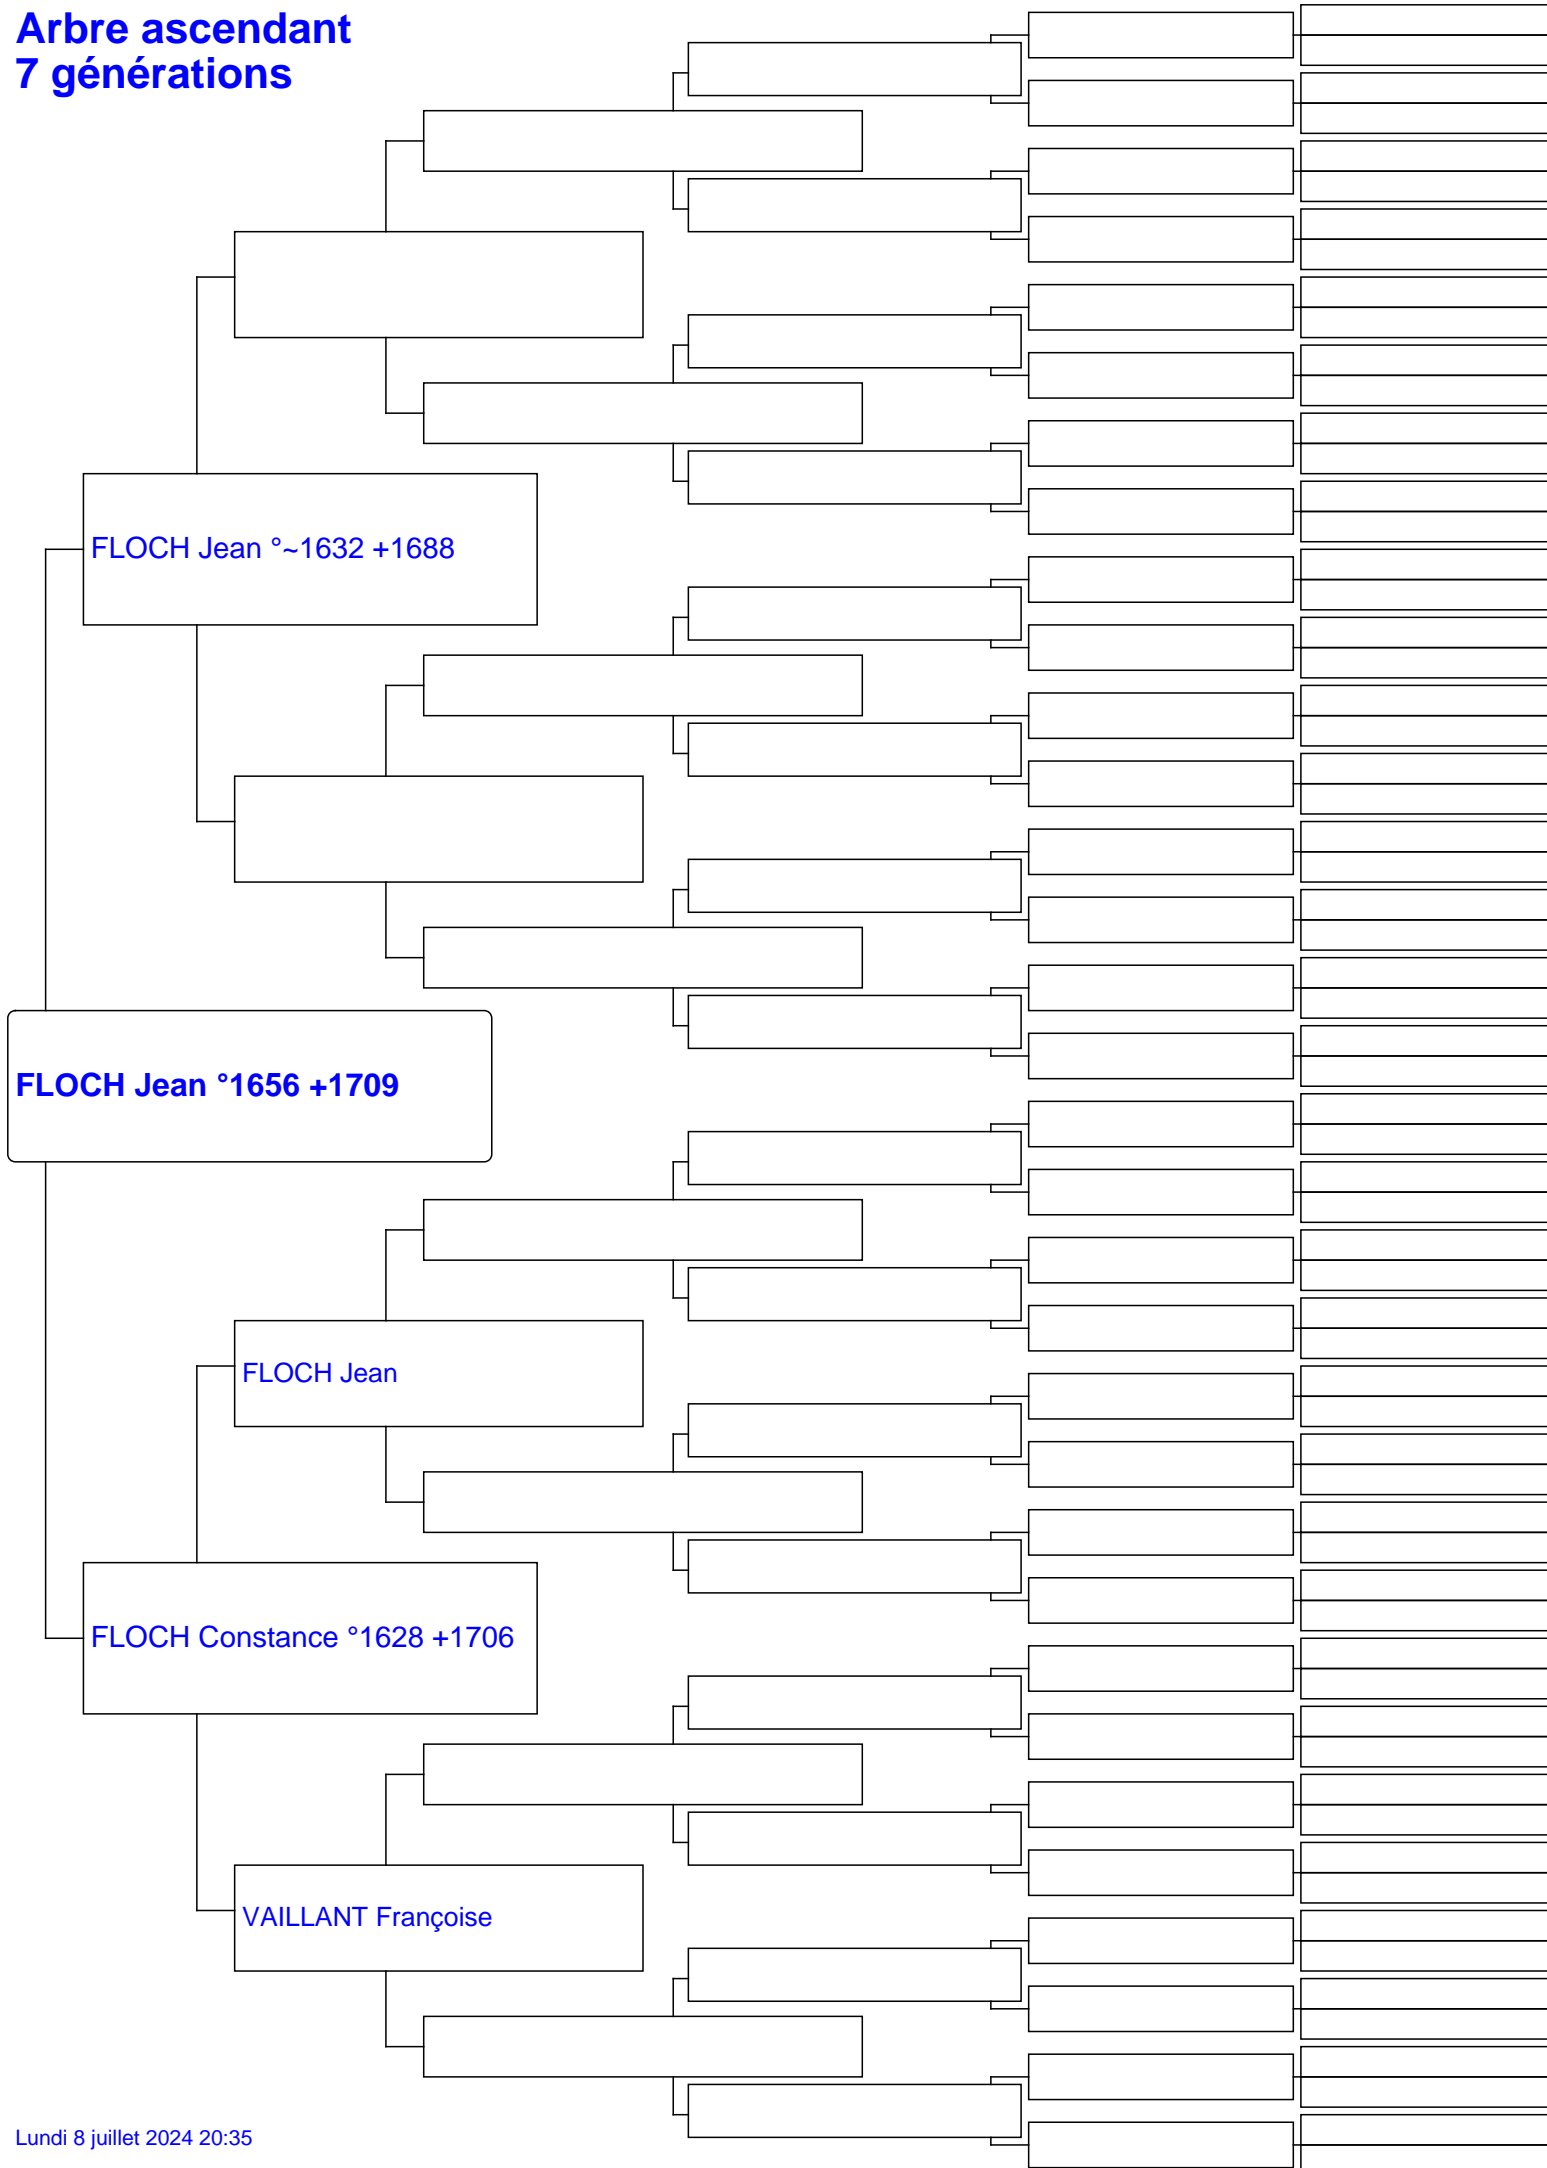 Arbre ascendant
7 générations
FLOCH Jean °~1632 +1688
FLOCH Jean °1656 +1709
FLOCH Jean
FLOCH Constance °1628 +1706
VAILLANT Françoise
Lundi 8 juillet 2024 20:35